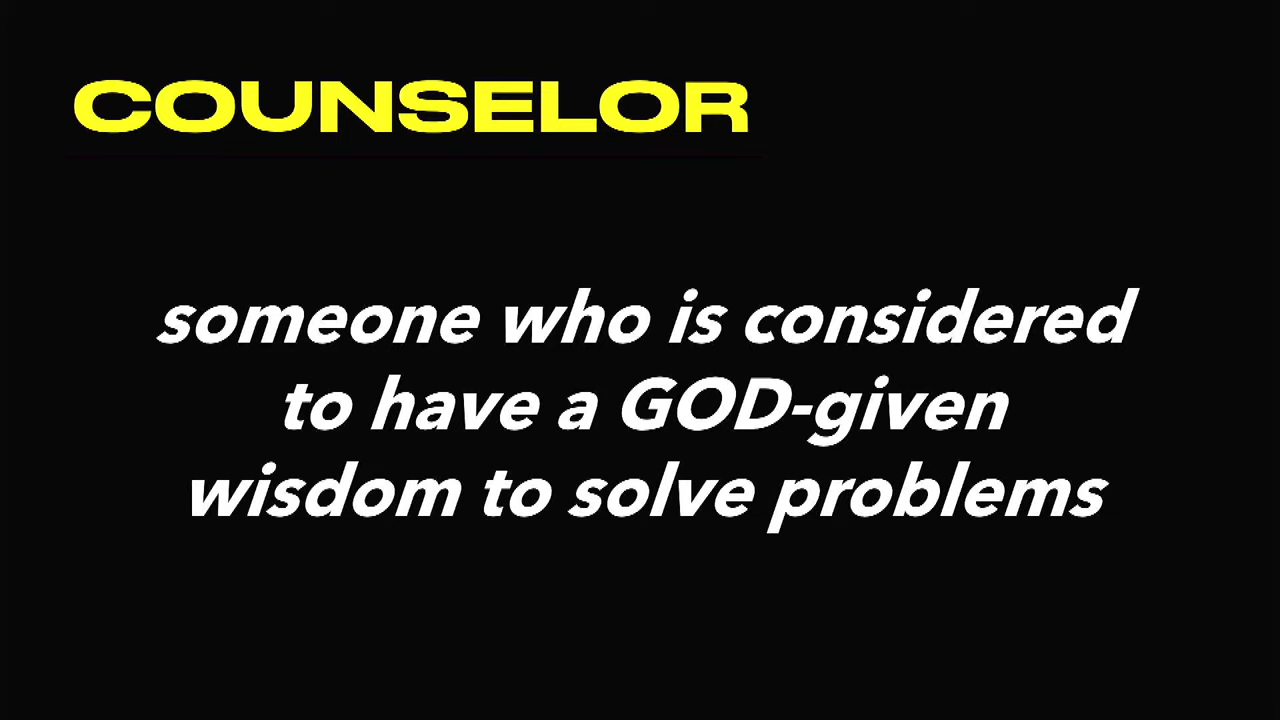 COUNSELOR
someone who is considered
to have a GOD-given
wisdom to solve problems